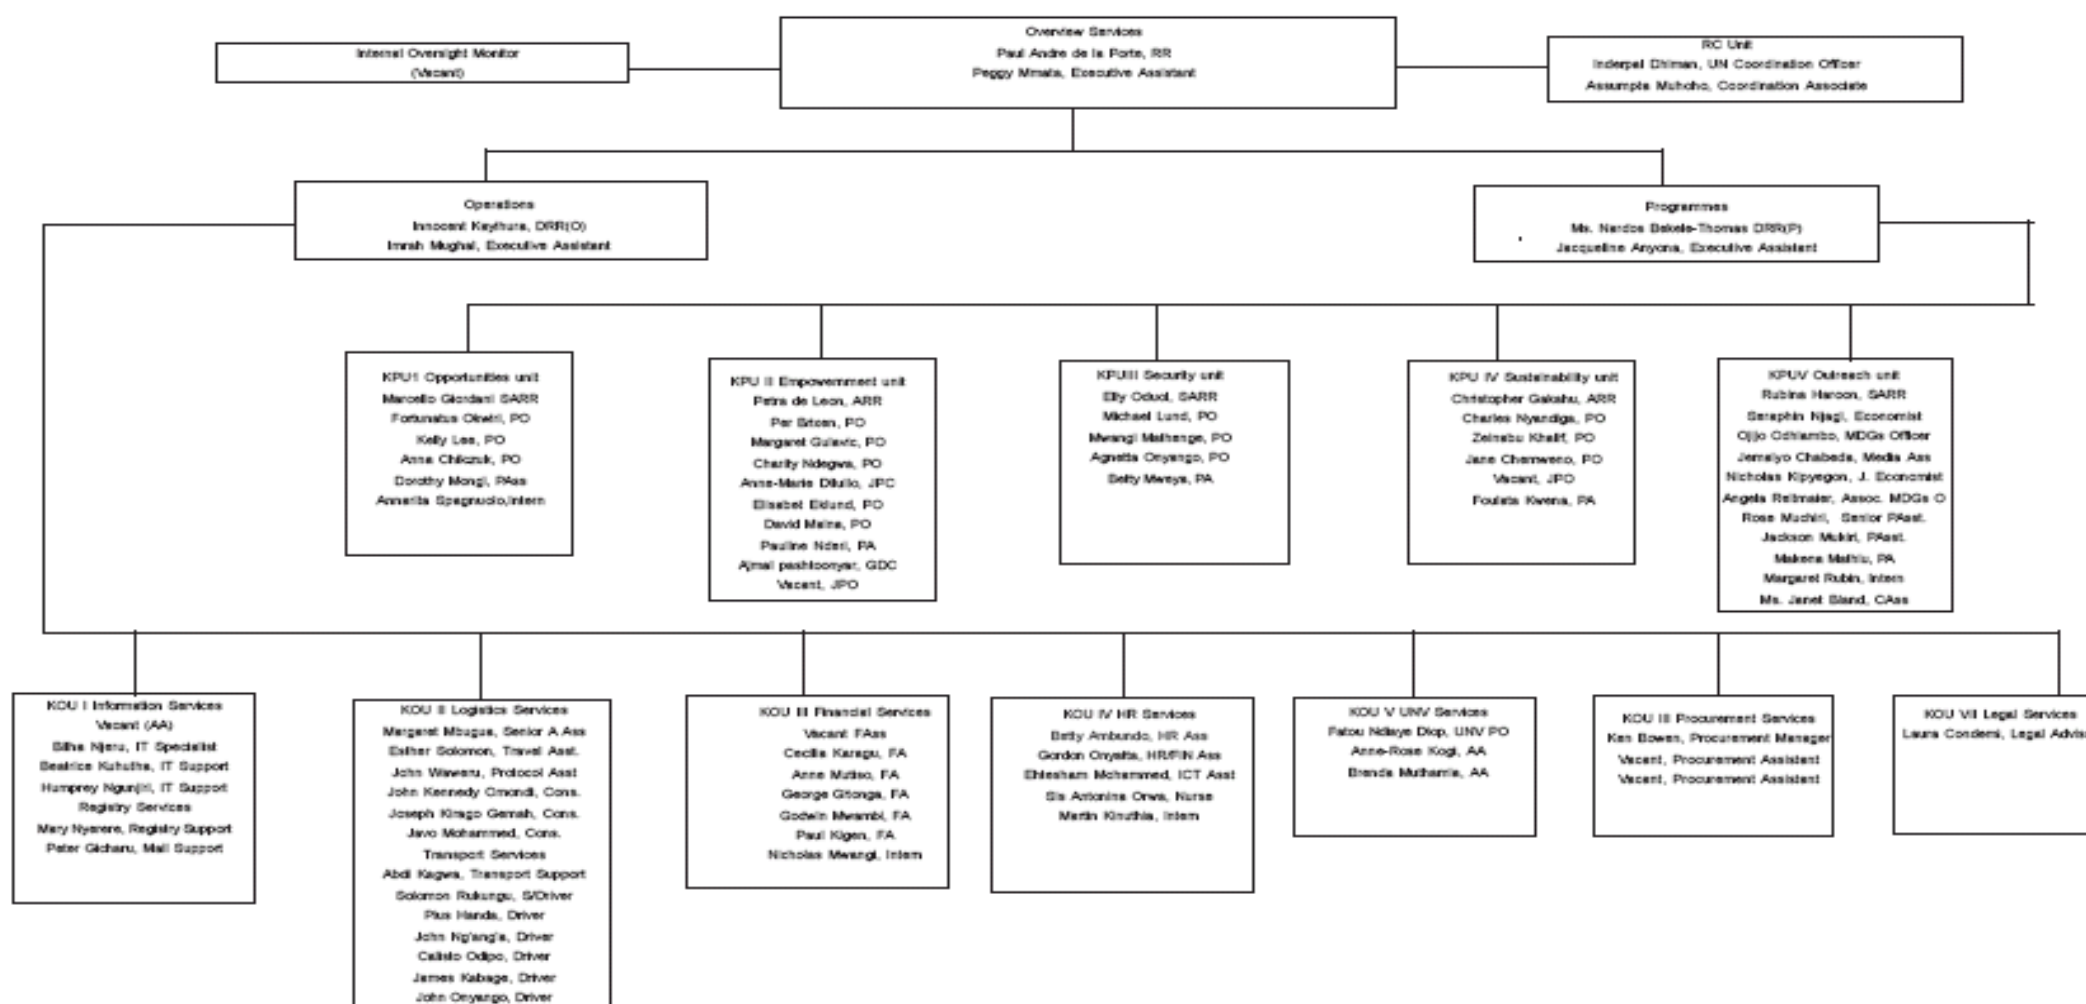 Overview Services
Paul Andre de la Porte, RR
Peggy Mmata, Executive Assistant
Internal Oversight Monitor
(Vacant)
RC Unit
Inderpal Dhiman, UN Coordination Officer
Assumpta Muhoho, Coordination Associate
Operations
Innocent DRR(O)
Imrah Mughal, Executive Assistant
Programmes
Ms. Nardos Bekele-Thomas DRR(P)
Jacqueline Anyona, Executive Assistant
KPU1 Opportunities unit
Marcello Giordani SARR
Fortunatus Okwiri, PO
Kelly Lee, PO
Anna Chilczuk, PO
Dorothy Mongi, PAss
Annarita Spagnuolo,Intern
KPU II Empowernment unit
Petra de Leon, ARR
Per PO
Margaret PO
Charity Ndegwa, PO
Anne-Marie JPC
Elisabet Eklund, PO
David Maina, PO
Pauline Nderi, PA
Ajmal pashtoonyar, GDC
Vacant, JPO
KPUIII Security unit
Elly Oduol, SARR
Michael Lund, PO
Mwangi Mathenge, PO
Agnetta Onyango, PO
Betty Mweya, PA
KPU IV Sustainability unit
Christopher Gakahu, ARR
Charles Nyandiga, PO
Zeinabu Khalif, PO
Jane Chemweno, PO
Vacant, JPO
Fouleta Kwena, PA
KPUV Outreach unit
Rubina Haroon, SARR
Seraphin Njagi, Economist
Ojijo Odhiambo, MDGs Officer
Jemaiyo Chabeda, Media Ass
Nicholas Kipyegon, J. Economist
Angela Reitmaier, Assoc. MDGs O
Rose Muchiri, Senior PAsst.
Jackson Mukiri, PAsst.
Makena Mathiu, PA
Margaret Rubin, Intern
Ms. Janet Bland, CAss
KOU I Information Services
Vacant (AA)
Bilha Njeru, IT Specialist
Beatrice Kuhutha, IT Support
Humprey Ngunjiri, IT Support
Registry Services
Mary Nyerere, Registry Support
Peter Gicharu, Mail Support
KOU II Logistics Services
Margaret Mbugua, Senior A Ass
Esther Solomon, Travel Asst.
John Waweru, Protocol Asst
John Kennedy Omondi, Cons.
Joseph Kirago Gemah, Cons.
Javo Mohammed, Cons.
Transport Services
Abdi Kagwa, Transport Support
Solomon Rukungu, S/Driver
Pius Handa, Driver
John Ng'ang'a, Driver
Calisto Odipo, Driver
James Kabage, Driver
John Onyango, Driver
KOU III Financial Services
Vacant FAss
Cecilia Karagu, FA
Anne Mutiso, FA
George Gitonga, FA
Godwin Mwambi, FA
Paul Kigen, FA
Nicholas Mwangi, Intern
KOU IV HR Services
Betty Ambundo, HR Ass
Gordon Onyatta, HR/FIN Ass
Ehtesham Mohammed, ICT Asst
Sis Antonina Orwa, Nurse
Martin Kinuthia, Intern
KOU V UNV Services
Fatou Ndiaye Diop, UNV PO
Anne-Rose Kogi, AA
Brenda Muthamia, AA
KOU III Procurement Services
Ken Bowen, Procurement Manager
Vacant, Procurement Assistant
Vacant, Procurement Assistant
KOU VII Legal Services
Laura Condemi, Legal Advis